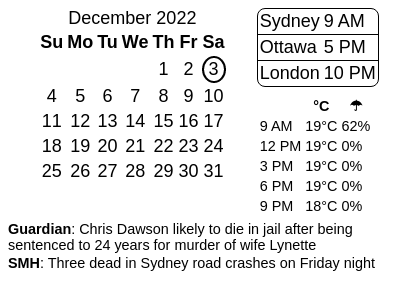 December 2022
Su Mo Tu We Th Fr Sa
1 2 3
4 5 6 7 8 9 10
11 12 13 14 15 16 17
18 19 20 21 22 23 24
25 26 27 28 29 30 31
Sydney 9 AM
Ottawa 5 PM
London 10 PM
°C ☂
9 AM 19°C 62%
12 PM 19°C 0%
3 PM 19°C 0%
6 PM 19°C 0%
9 PM 18°C 0%
Guardian: Chris Dawson likely to die in jail after being
sentenced to 24 years for murder of wife Lynette
SMH: Three dead in Sydney road crashes on Friday night